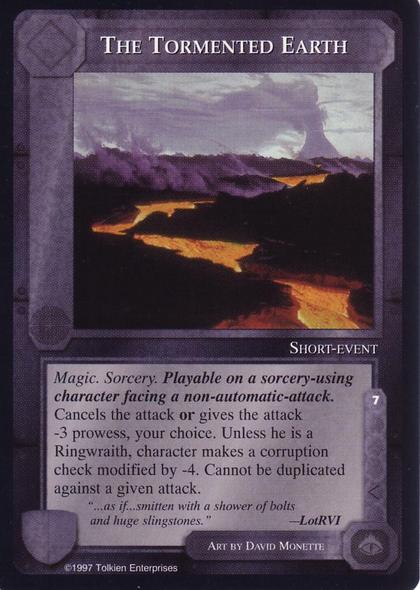 THE TORMENTED EARTH
SHORT-EVENT
Magic. Sorcery. Playable on a sorcery-using
character facing a non-automatic-attack.
Cancels the attack or gives the attack
-3 prowess, your choice. Unless he is a
Ringwraith, character makes a corruption
check modified by -4. Cannot be duplicated
against a given attack.
7
"...as if...smitten with a shower of bolts
and huge slingstones." —LotRVI
ART BY DAVID MONETTE
©1997 Tolkien Enterprises